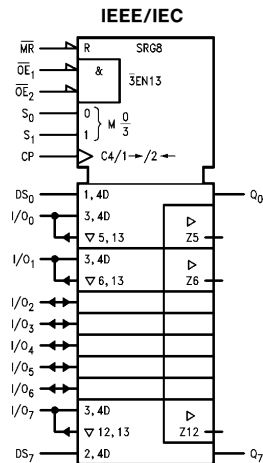 IEEE/IEC
MR R SRG8
OE1 &
3EN13
OE2
S0 0 M 0/3
S1 1
CP C4/1→/2←
DS0 1,4D Q0
I/O0 3,4D
▽5,13 ▷ Z5
I/O1 3,4D
▽6,13 ▷ Z6
I/O2
I/O3
I/O4
I/O5
I/O6
I/O7 3,4D
▽12,13 ▷ Z12
DS7 2,4D Q7